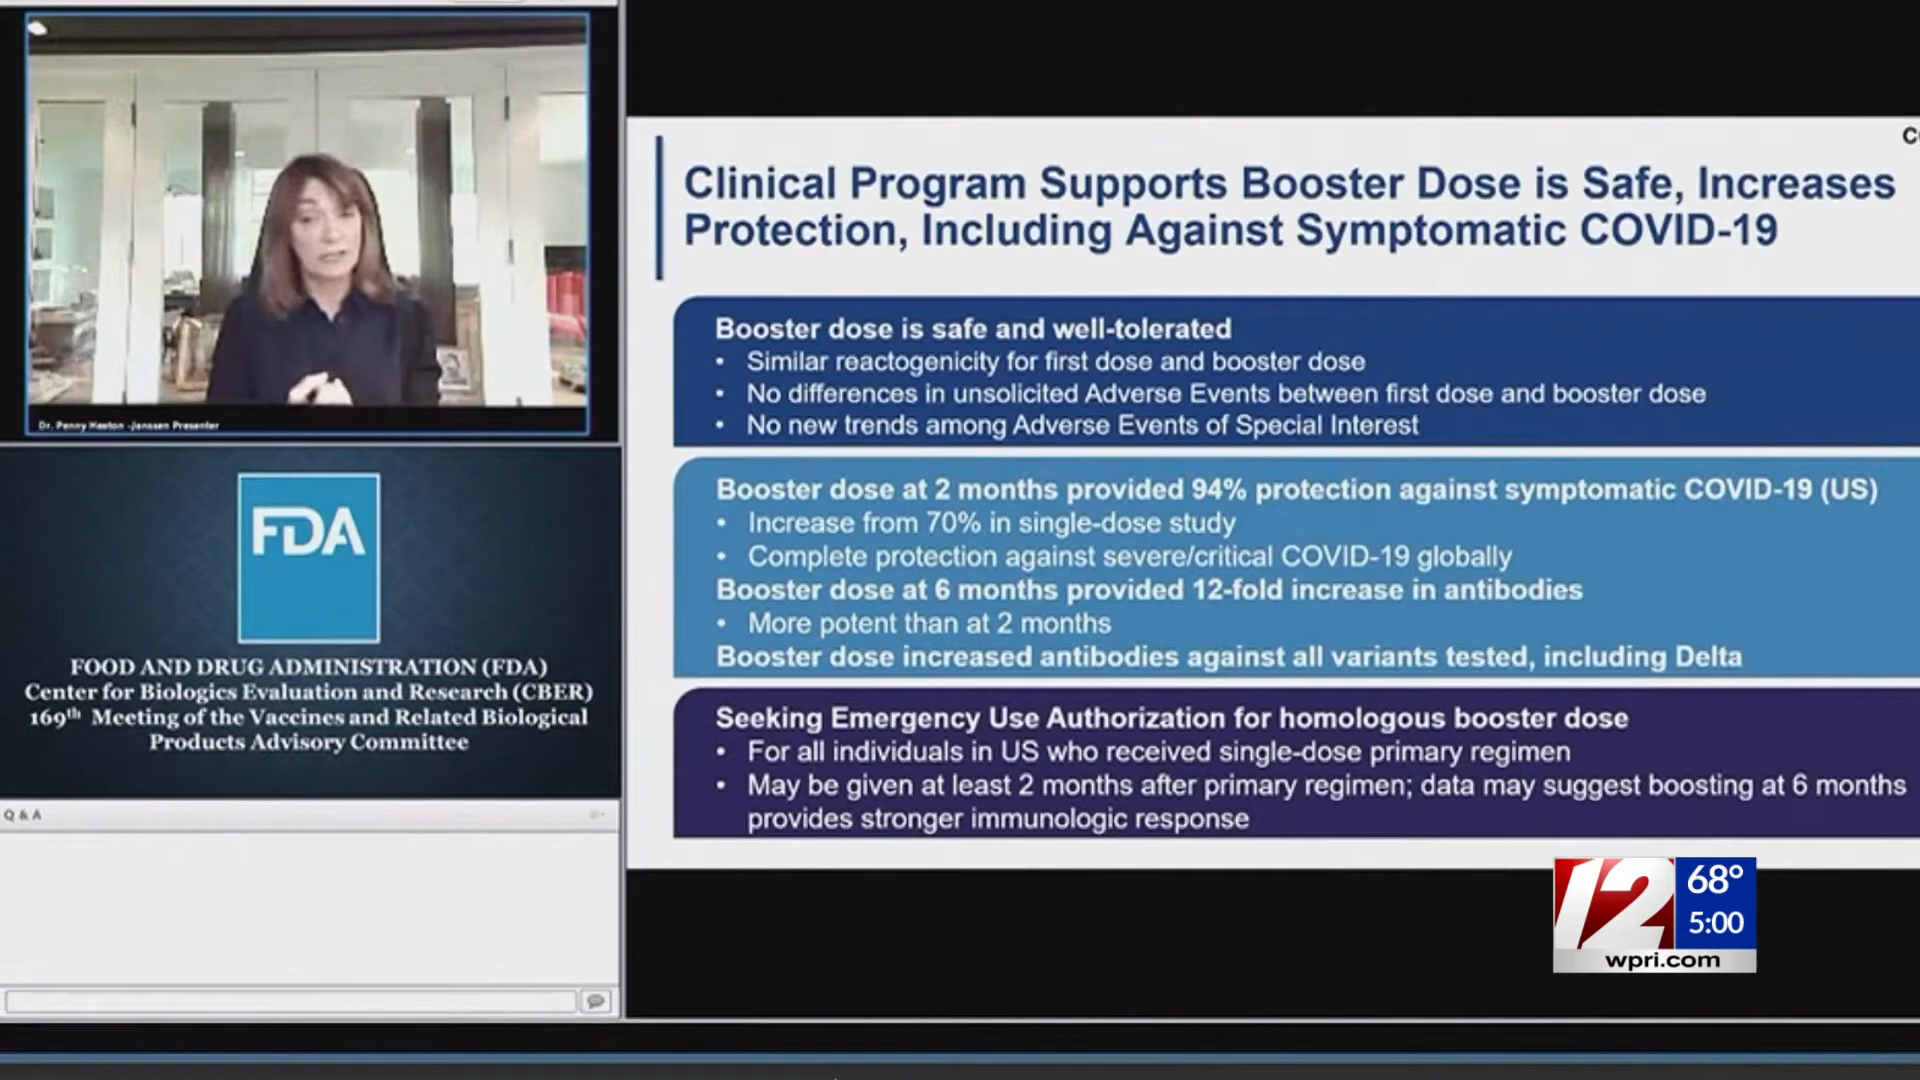 Dr. Penny Heaton -Janssen Presenter
FDA
FOOD AND DRUG ADMINISTRATION (FDA)
Center for Biologics Evaluation and Research (CBER)
169th Meeting of the Vaccines and Related Biological
Products Advisory Committee
Q & A
Clinical Program Supports Booster Dose is Safe, Increases
Protection, Including Against Symptomatic COVID-19
Booster dose is safe and well-tolerated
• Similar reactogenicity for first dose and booster dose
• No differences in unsolicited Adverse Events between first dose and booster dose
• No new trends among Adverse Events of Special Interest
Booster dose at 2 months provided 94% protection against symptomatic COVID-19 (US)
• Increase from 70% in single-dose study
• Complete protection against severe/critical COVID-19 globally
Booster dose at 6 months provided 12-fold increase in antibodies
• More potent than at 2 months
Booster dose increased antibodies against all variants tested, including Delta
Seeking Emergency Use Authorization for homologous booster dose
• For all individuals in US who received single-dose primary regimen
• May be given at least 2 months after primary regimen; data may suggest boosting at 6 months
provides stronger immunologic response
12
68°
5:00
wpri.com